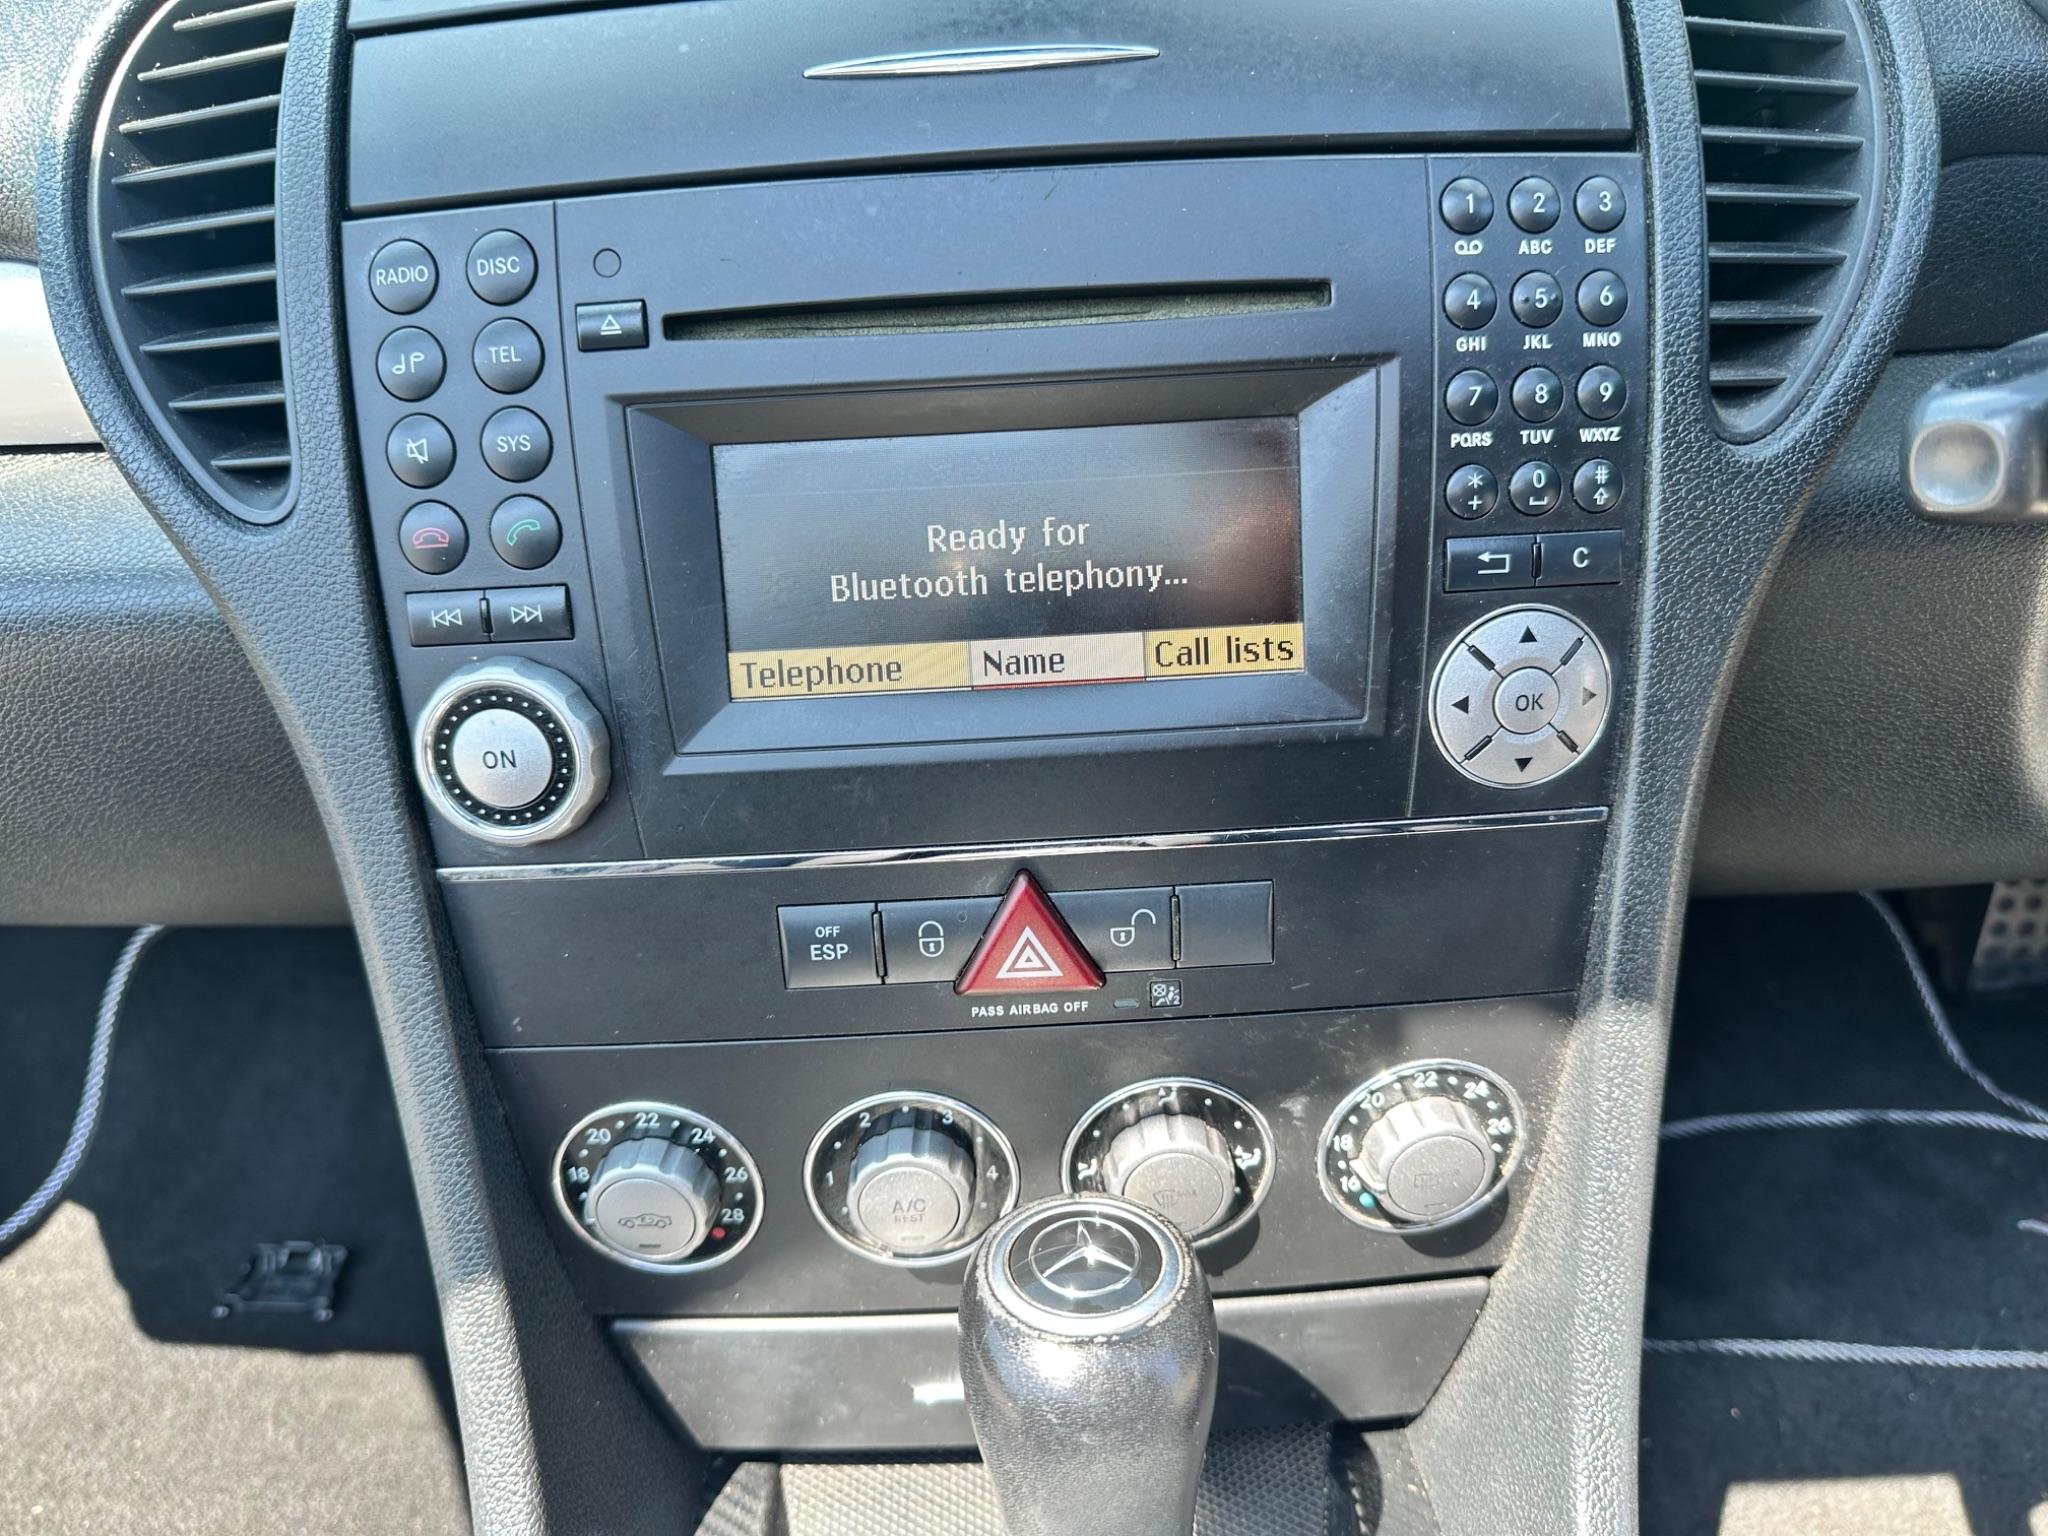 RADIO DISC
TEL
SYS
ON
Ready for
Bluetooth telephony...
Telephone Name Call lists
1 2 3
ABC DEF
4 5 6
GHI JKL MNO
7 8 9
PQRS TUV WXYZ
* 0 #
+
C
OK
OFF
ESP
PASS AIRBAG OFF
18 20 22 24 26 28
1 2 3 4
A/C
REST
16 18 20 22 24 26